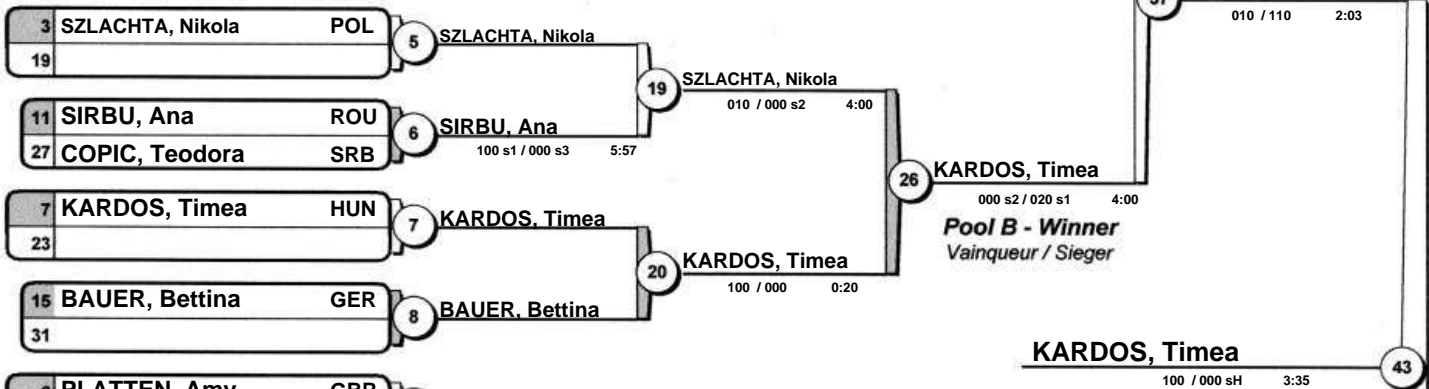 37
010 / 110 2:03
3 SZLACHTA, Nikola POL
19
5
SZLACHTA, Nikola
11 SIRBU, Ana ROU
27 COPIC, Teodora SRB
6
SIRBU, Ana
100 s1 / 000 s3 5:57
19
SZLACHTA, Nikola
010 / 000 s2 4:00
7 KARDOS, Timea HUN
23
7
KARDOS, Timea
15 BAUER, Bettina GER
31
8
BAUER, Bettina
20
KARDOS, Timea
100 / 000 0:20
26
KARDOS, Timea
000 s2 / 020 s1 4:00
Pool B - Winner
Vainqueur / Sieger
KARDOS, Timea
100 / 000 sH 3:35
43
PLATTEN, Amy GBR